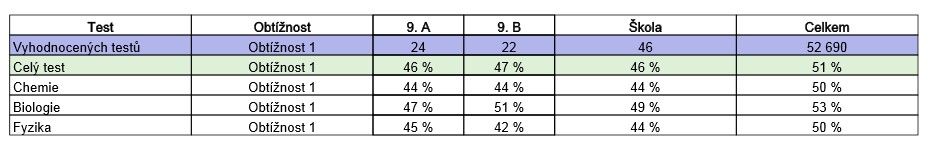 Test Obtížnost 9. A 9. B Škola Celkem
Vyhodnocených testů Obtížnost 1 24 22 46 52 690
Celý test Obtížnost 1 46 % 47 % 46 % 51 %
Chemie Obtížnost 1 44 % 44 % 44 % 50 %
Biologie Obtížnost 1 47 % 51 % 49 % 53 %
Fyzika Obtížnost 1 45 % 42 % 44 % 50 %